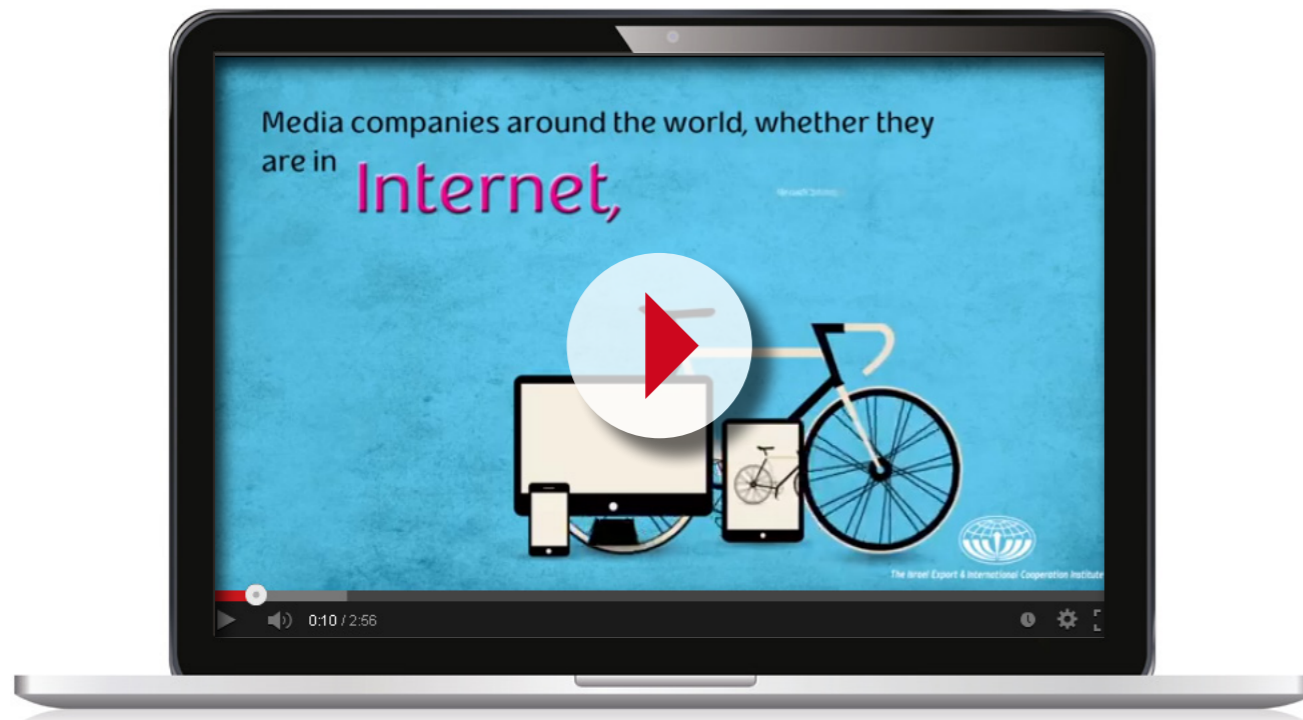 Media companies around the world, whether they
are in
Internet,
The Israel Export & International Cooperation Institute
0:10 / 2:56